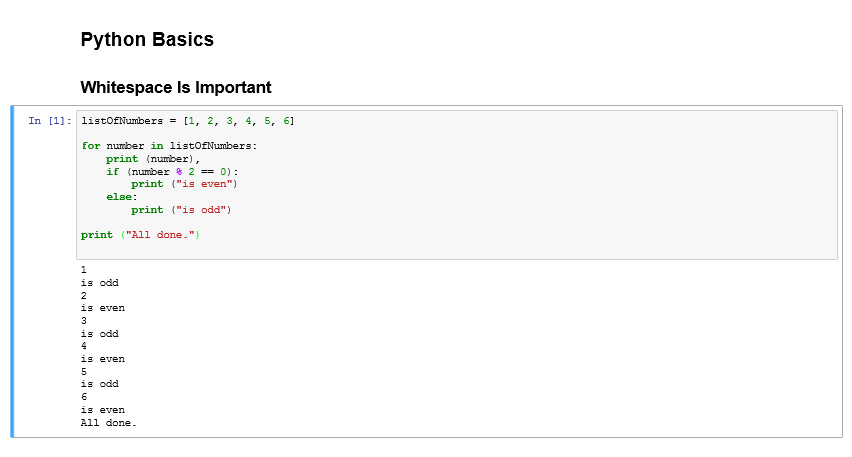 Python Basics
Whitespace Is Important
In [1]: listOfNumbers = [1, 2, 3, 4, 5, 6]
for number in listOfNumbers:
    print (number),
    if (number % 2 == 0):
        print ("is even")
    else:
        print ("is odd")
print ("All done.")
1
is odd
2
is even
3
is odd
4
is even
5
is odd
6
is even
All done.